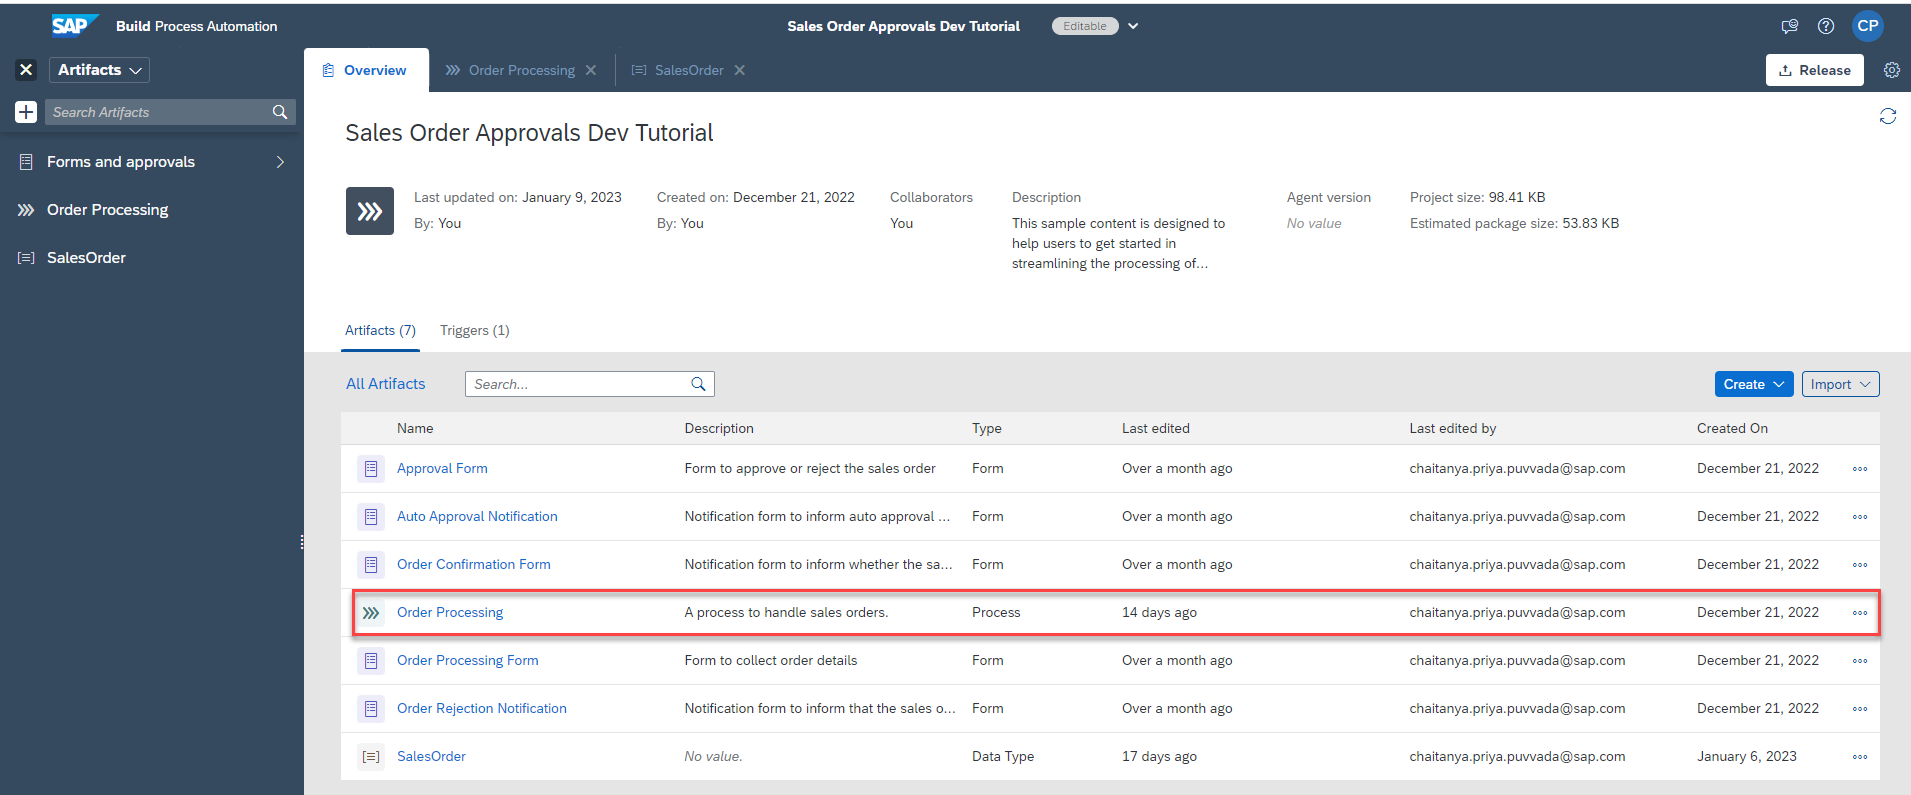 SAP Build Process Automation
Sales Order Approvals Dev Tutorial Editable
CP
Artifacts
Overview Order Processing SalesOrder
Release
Search Artifacts
Forms and approvals
Order Processing
SalesOrder
Sales Order Approvals Dev Tutorial
Last updated on: January 9, 2023
By: You
Created on: December 21, 2022
By: You
Collaborators
You
Description
This sample content is designed to
help users to get started in
streamlining the processing of...
Agent version
No value
Project size: 98.41 KB
Estimated package size: 53.83 KB
Artifacts (7) Triggers (1)
All Artifacts Search... Create Import
Name Description Type Last edited Last edited by Created On
Approval Form Form to approve or reject the sales order Form Over a month ago chaitanya.priya.puvvada@sap.com December 21, 2022
Auto Approval Notification Notification form to inform auto approval ... Form Over a month ago chaitanya.priya.puvvada@sap.com December 21, 2022
Order Confirmation Form Notification form to inform whether the sa... Form Over a month ago chaitanya.priya.puvvada@sap.com December 21, 2022
Order Processing A process to handle sales orders. Process 14 days ago chaitanya.priya.puvvada@sap.com December 21, 2022
Order Processing Form Form to collect order details Form Over a month ago chaitanya.priya.puvvada@sap.com December 21, 2022
Order Rejection Notification Notification form to inform that the sales o... Form Over a month ago chaitanya.priya.puvvada@sap.com December 21, 2022
SalesOrder No value. Data Type 17 days ago chaitanya.priya.puvvada@sap.com January 6, 2023